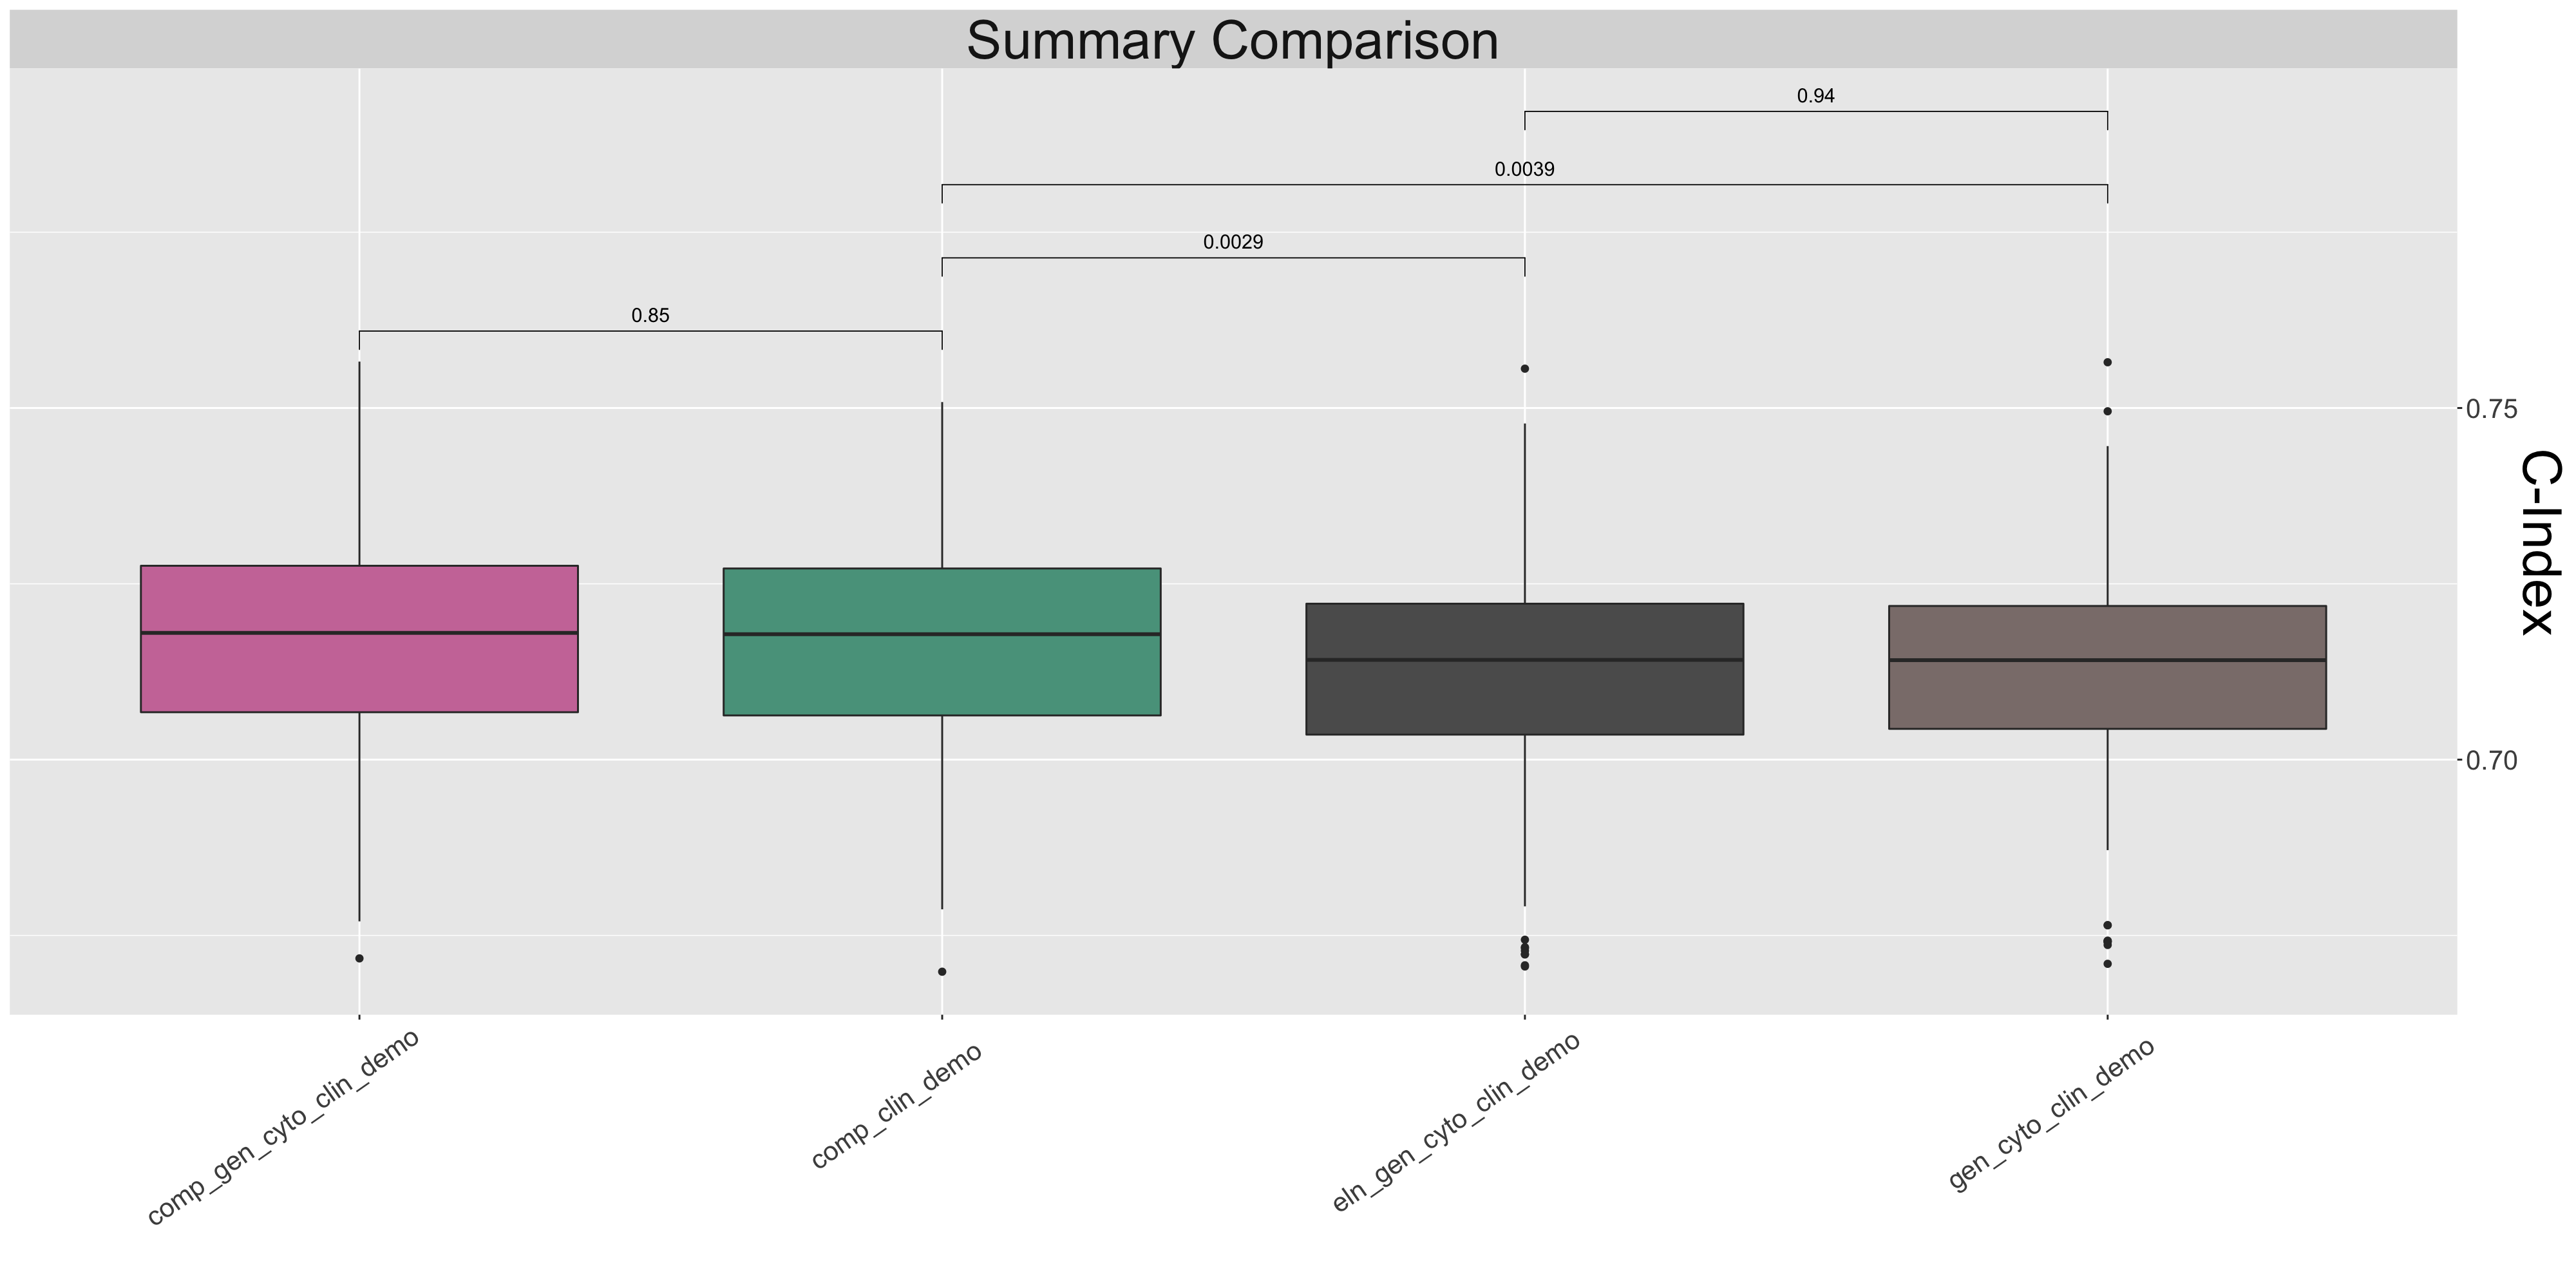 Summary Comparison
0.94
0.0039
0.0029
0.85
0.75
0.70
C-Index
comp_gen_cyto_clin_demo
comp_clin_demo
eln_gen_cyto_clin_demo
gen_cyto_clin_demo